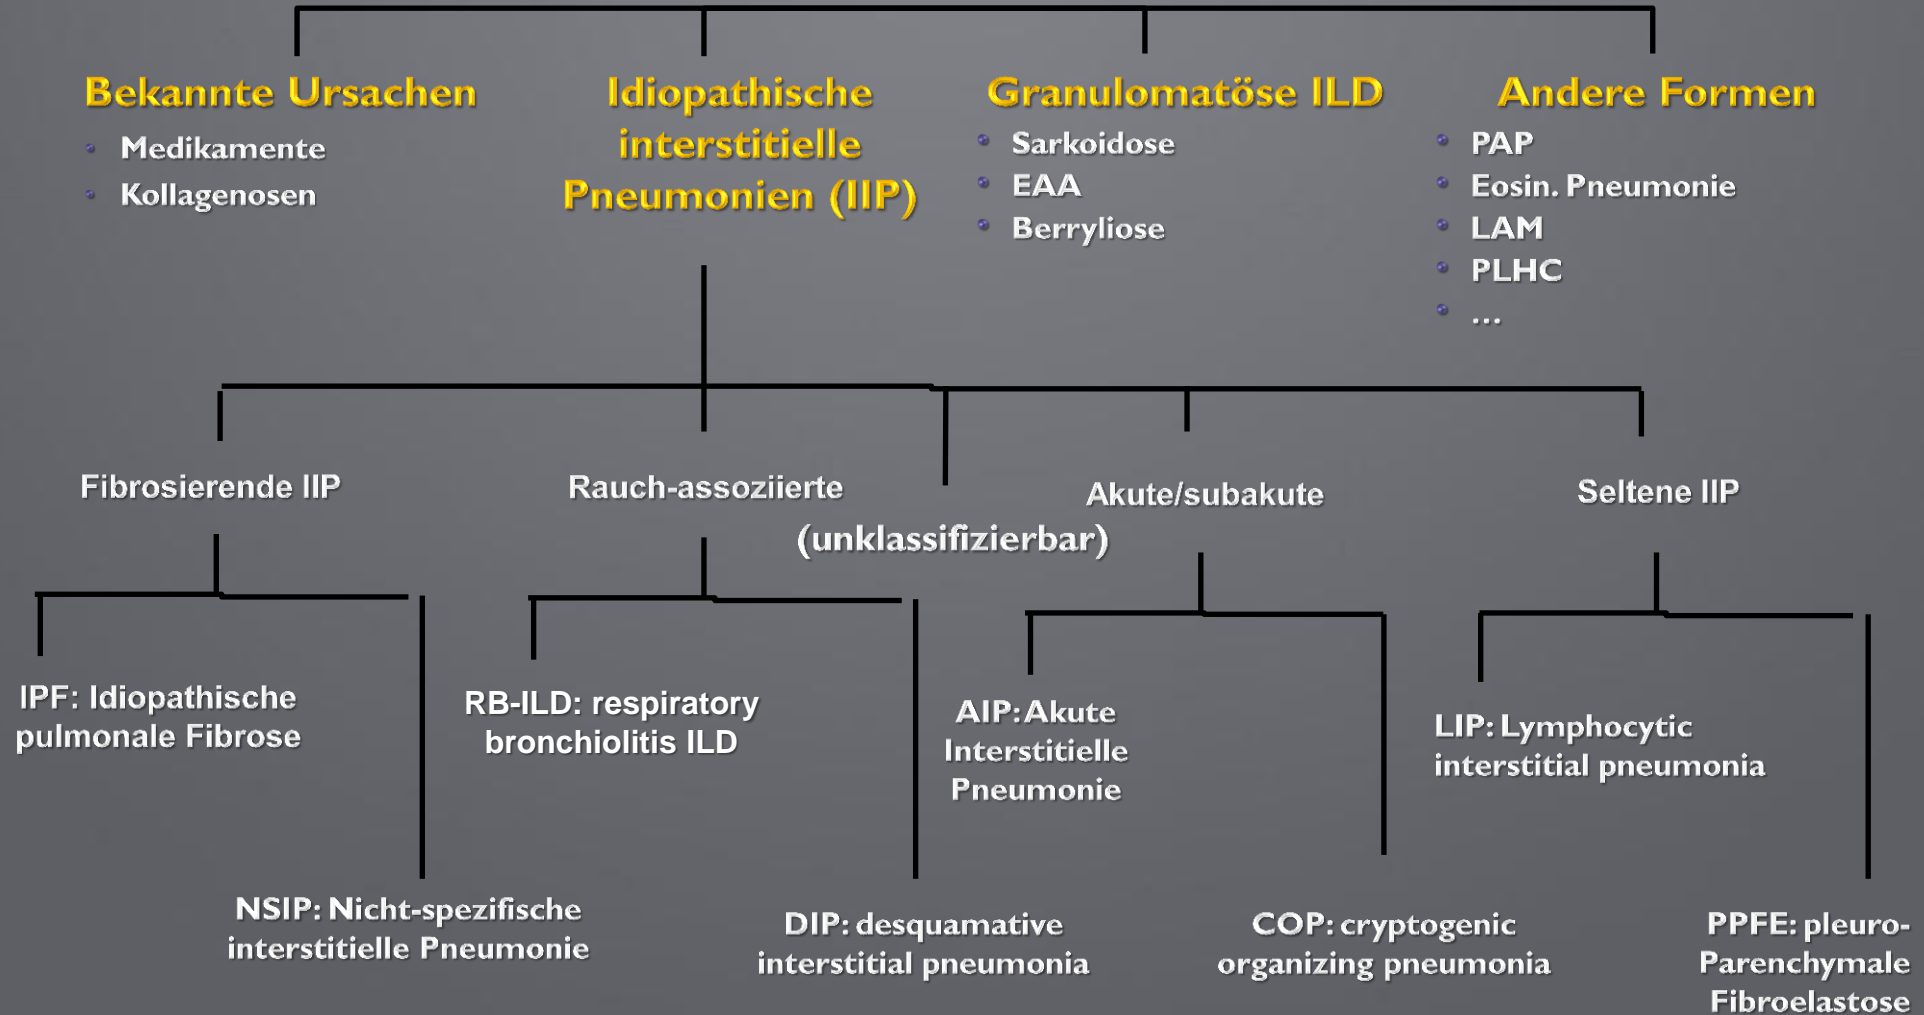 Bekannte Ursachen
• Medikamente
• Kollagenosen
Idiopathische
interstitielle
Pneumonien (IIP)
Granulomatöse ILD
• Sarkoidose
• EAA
• Berryliose
Andere Formen
• PAP
• Eosin. Pneumonie
• LAM
• PLHC
• ...
Fibrosierende IIP
Rauch-assoziierte
(unklassifizierbar)
Akute/subakute
Seltene IIP
IPF: Idiopathische
pulmonale Fibrose
NSIP: Nicht-spezifische
interstitielle Pneumonie
RB-ILD: respiratory
bronchiolitis ILD
DIP: desquamative
interstitial pneumonia
AIP: Akute
Interstitielle
Pneumonie
COP: cryptogenic
organizing pneumonia
LIP: Lymphocytic
interstitial pneumonia
PPFE: pleuro-
Parenchymale
Fibroelastose